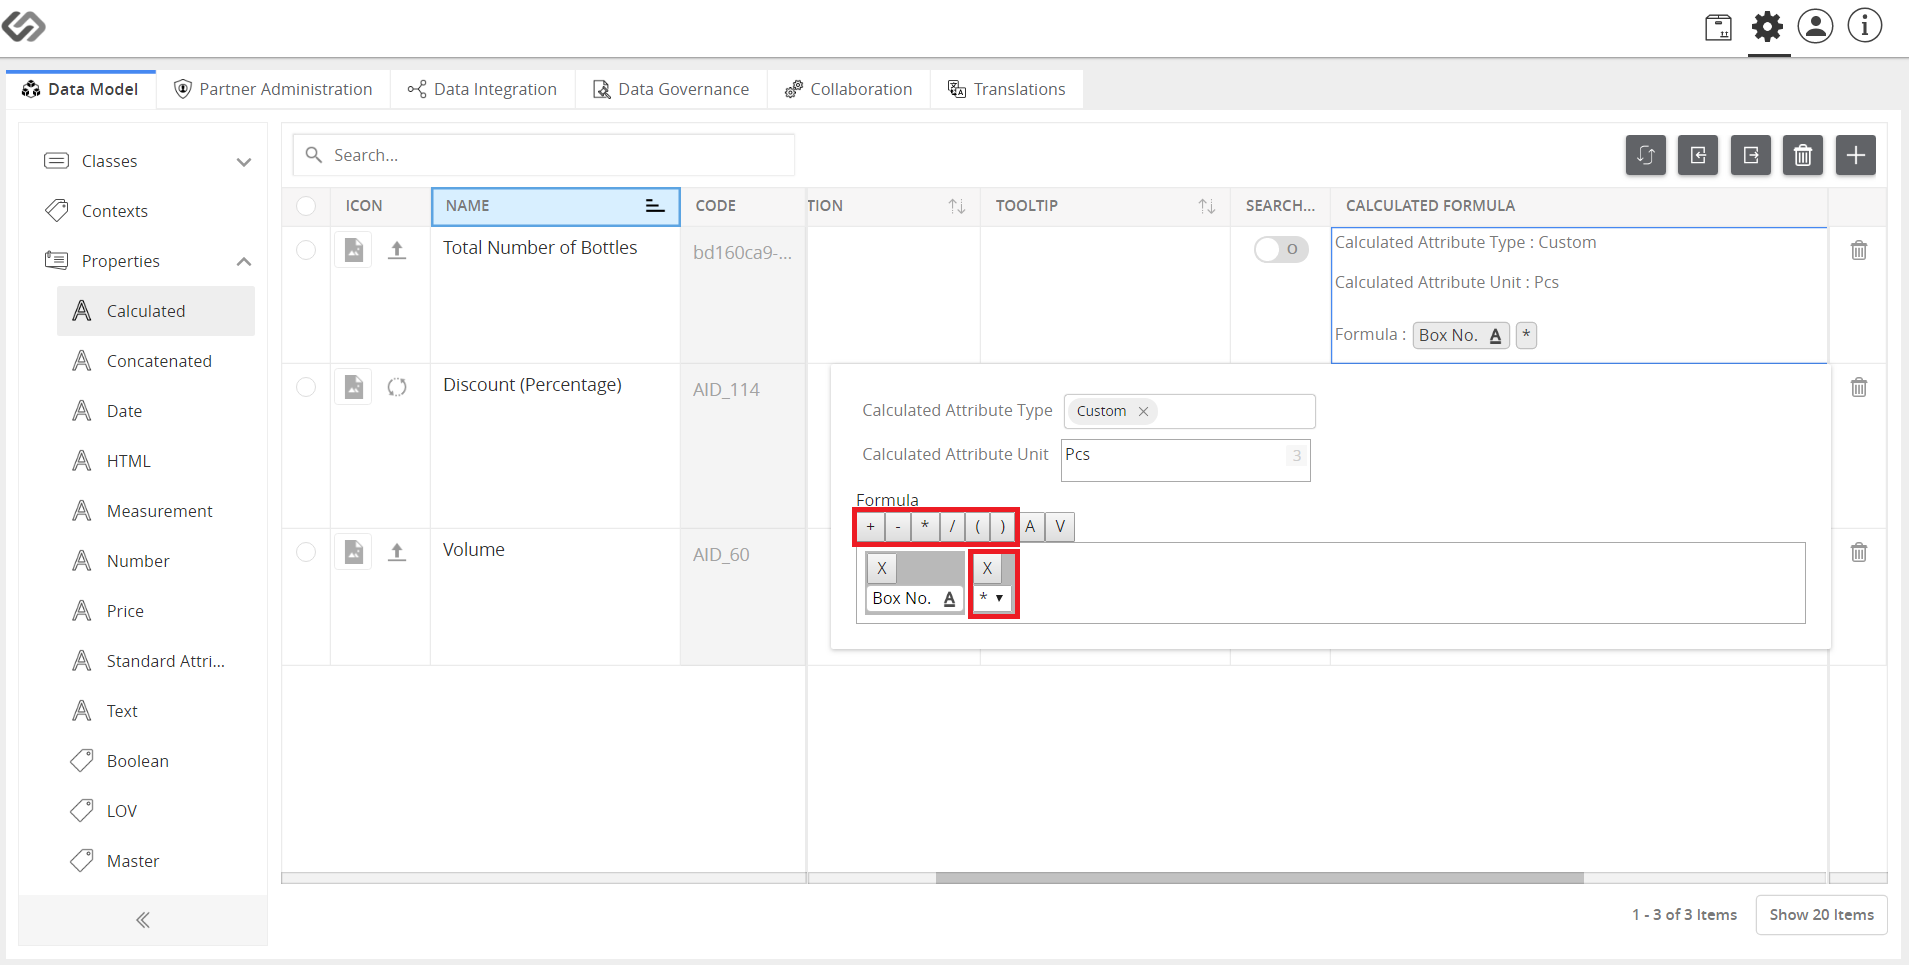 Data Model
Partner Administration
Data Integration
Data Governance
Collaboration
Translations
Classes
Contexts
Properties
Calculated
Concatenated
Date
HTML
Measurement
Number
Price
Standard Attri...
Text
Boolean
LOV
Master
Search...
ICON NAME CODE TION TOOLTIP SEARCH... CALCULATED FORMULA
Total Number of Bottles bd160ca9-... O
Calculated Attribute Type : Custom
Calculated Attribute Unit : Pcs
Formula : Box No. A *
Discount (Percentage) AID_114
Volume AID_60
Calculated Attribute Type Custom ×
Calculated Attribute Unit Pcs 3
Formula
+ - * / ( ) A V
X X
Box No. A * ▾
1 - 3 of 3 Items Show 20 Items